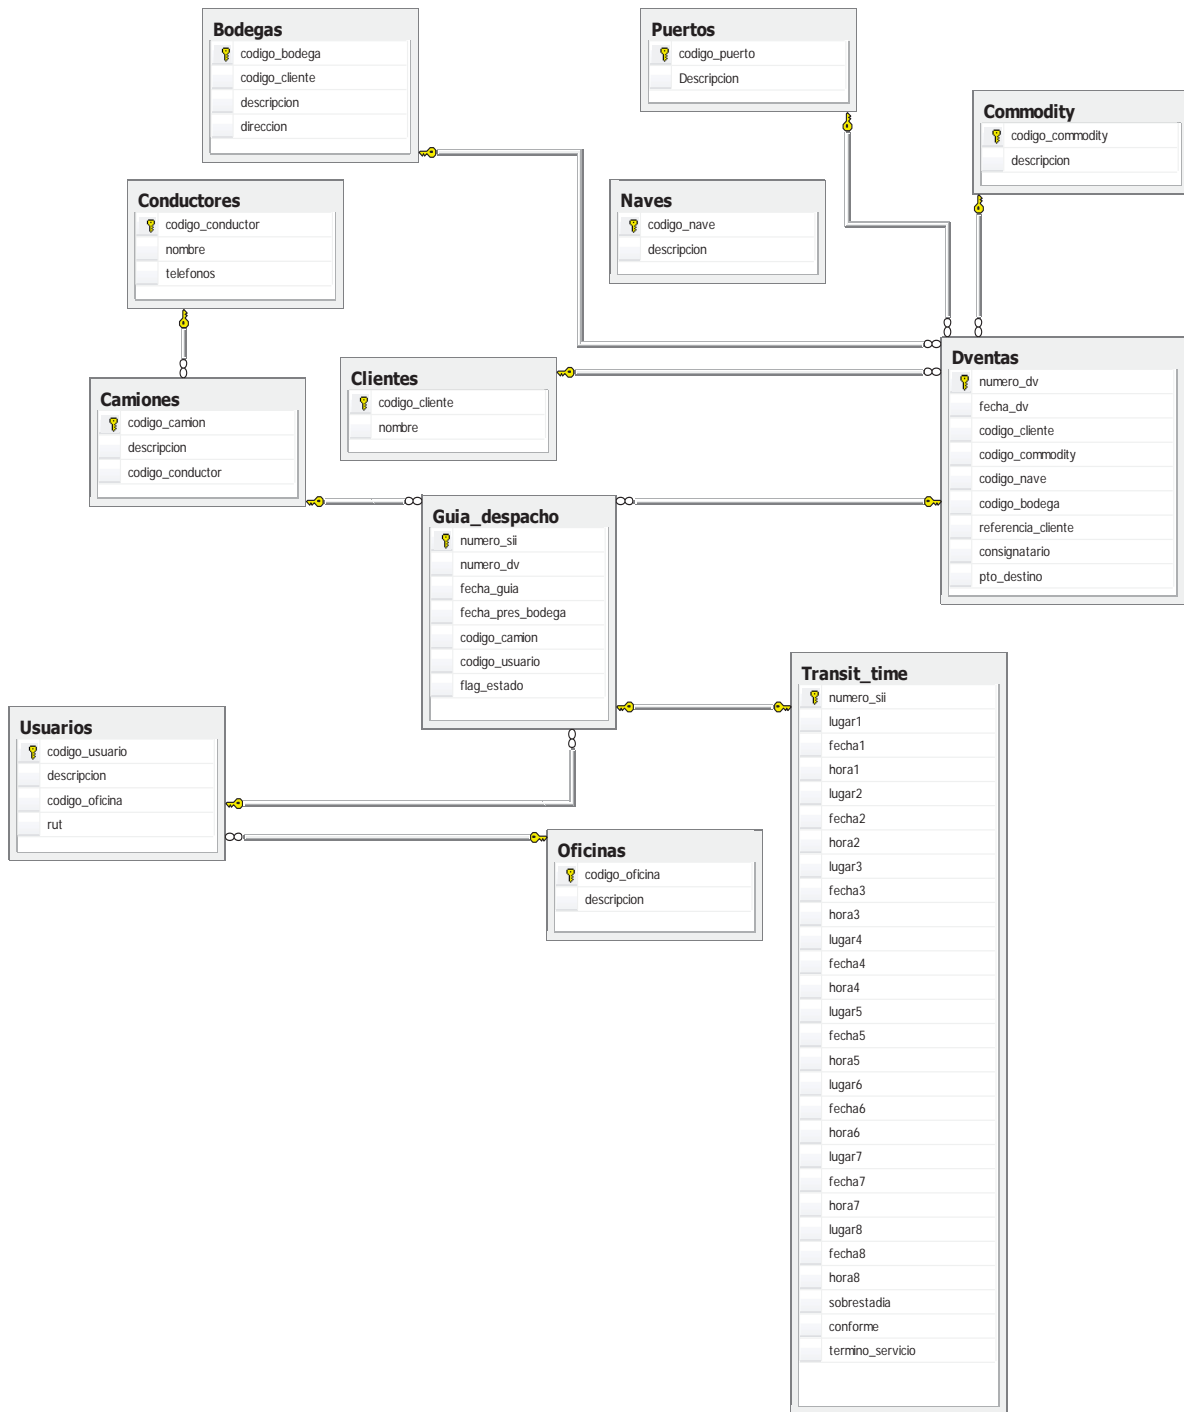 Bodegas
codigo_bodega
codigo_cliente
descripcion
direccion
Puertos
codigo_puerto
Descripcion
Commodity
codigo_commodity
descripcion
Conductores
codigo_conductor
nombre
telefonos
Naves
codigo_nave
descripcion
Camiones
codigo_camion
descripcion
codigo_conductor
Clientes
codigo_cliente
nombre
Dventas
numero_dv
fecha_dv
codigo_cliente
codigo_commodity
codigo_nave
codigo_bodega
referencia_cliente
consignatario
pto_destino
Guia_despacho
numero_sii
numero_dv
fecha_guia
fecha_pres_bodega
codigo_camion
codigo_usuario
flag_estado
Transit_time
numero_sii
lugar1
fecha1
hora1
lugar2
fecha2
hora2
lugar3
fecha3
hora3
lugar4
fecha4
hora4
lugar5
fecha5
hora5
lugar6
fecha6
hora6
lugar7
fecha7
hora7
lugar8
fecha8
hora8
sobrestadia
conforme
termino_servicio
Usuarios
codigo_usuario
descripcion
codigo_oficina
rut
Oficinas
codigo_oficina
descripcion